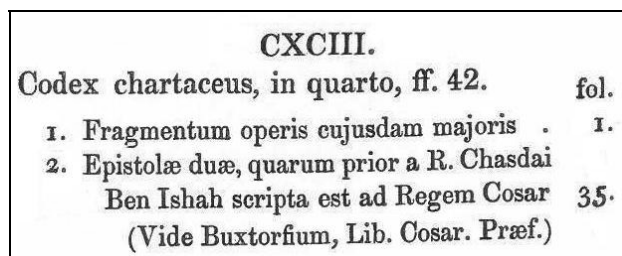 CXCIII.
Codex chartaceus, in quarto, ff. 42. fol.
1. Fragmentum operis cujusdam majoris . 1.
2. Epistolæ duæ, quarum prior a R. Chasdai
Ben Ishah scripta est ad Regem Cosar 35.
(Vide Buxtorfium, Lib. Cosar. Præf.)